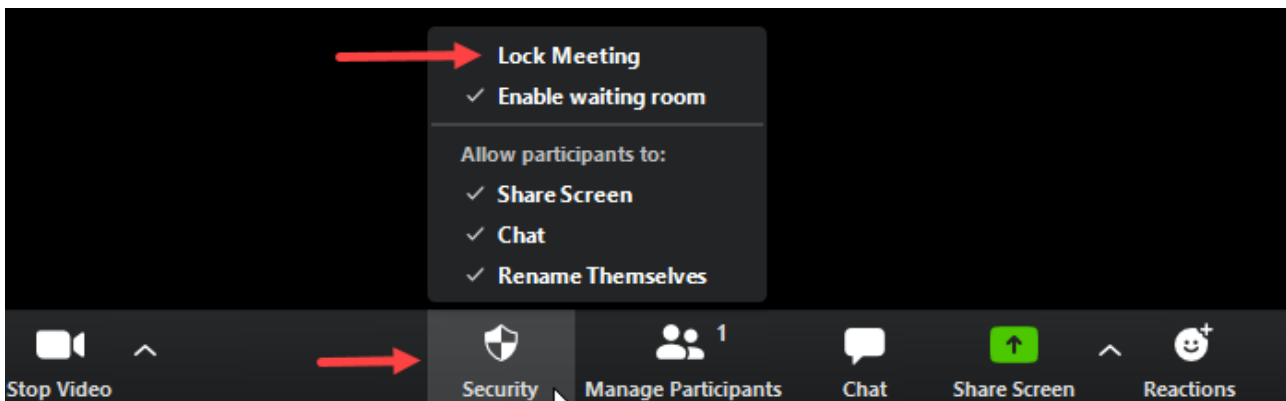 Lock Meeting
Enable waiting room
Allow participants to:
Share Screen
Chat
Rename Themselves
1
Stop Video
Security
Manage Participants
Chat
Share Screen
Reactions